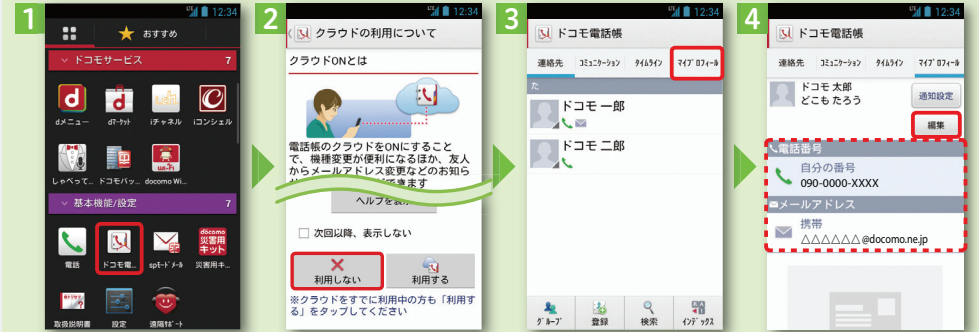 1
LTE 12:34
おすすめ
ドコモサービス 7
dメニュー
dマーケット
iチャネル
iコンシェル
しゃべって…
ドコモバッ…
Wi-Fi
docomo Wi…
基本機能/設定 7
docomo
災害用
キット
電話
ドコモ電…
spモードメール
災害用キ…
取扱説明書
設定
遠隔サポート
2
LTE 12:34
クラウドの利用について
クラウドONとは
電話帳のクラウドをONにすること
で、機種変更が便利になるほか、友人
からメールアドレス変更などのお知ら
できます
ヘルプを表示
次回以降、表示しない
利用しない
利用する
※クラウドをすでに利用中の方も「利用す
る」をタップしてください
3
LTE 12:34
ドコモ電話帳
連絡先 コミュニケーション タイムライン マイプロフィール
た
ドコモ 一郎
ドコモ 二郎
グループ
登録
検索
インデックス
4
LTE 12:34
ドコモ電話帳
連絡先 コミュニケーション タイムライン マイプロフィール
ドコモ 太郎
どこも たろう
通知設定
編集
電話番号
自分の番号
090-0000-XXXX
メールアドレス
携帯
△△△△△△@docomo.ne.jp